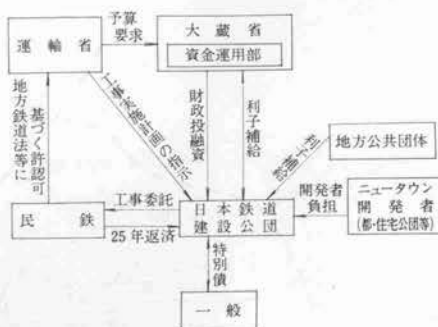 運輸省
予算
要求
大蔵省
資金運用部
地方鉄道法等に
基づく許認可
工事実施計画の指示
財政投融資
利子補給
利子補給
地方公共団体
民鉄
工事委託
25年返済
日本鉄道
建設公団
開発者
負担
ニュータウン
開発者
(都・住宅公団等)
特別債
一般